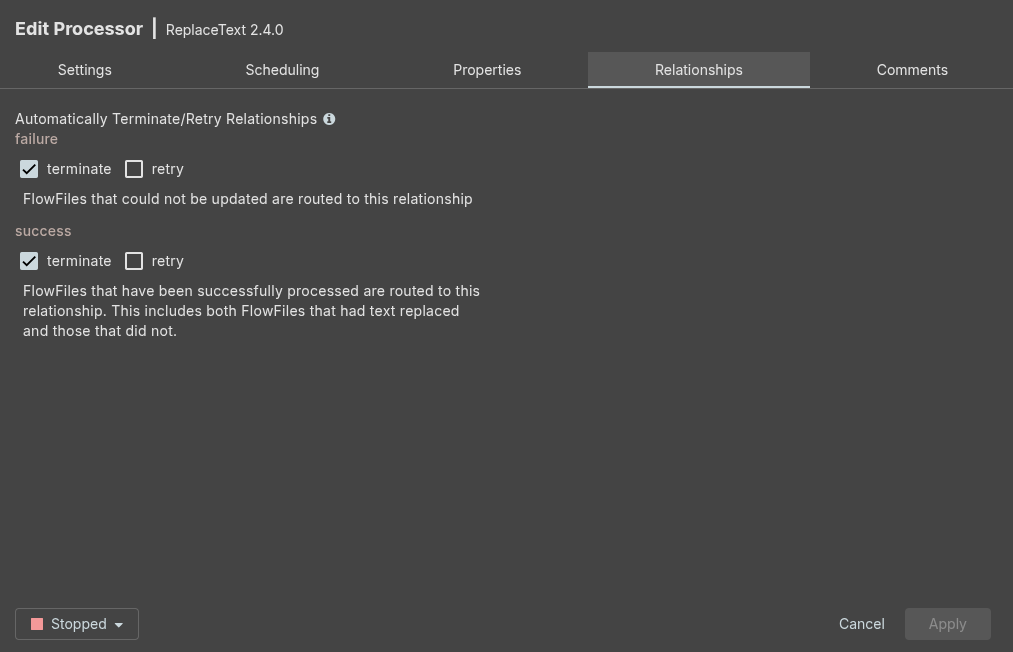 Edit Processor | ReplaceText 2.4.0
Settings Scheduling Properties Relationships Comments
Automatically Terminate/Retry Relationships
failure
terminate retry
FlowFiles that could not be updated are routed to this relationship
success
terminate retry
FlowFiles that have been successfully processed are routed to this
relationship. This includes both FlowFiles that had text replaced
and those that did not.
Stopped Cancel Apply